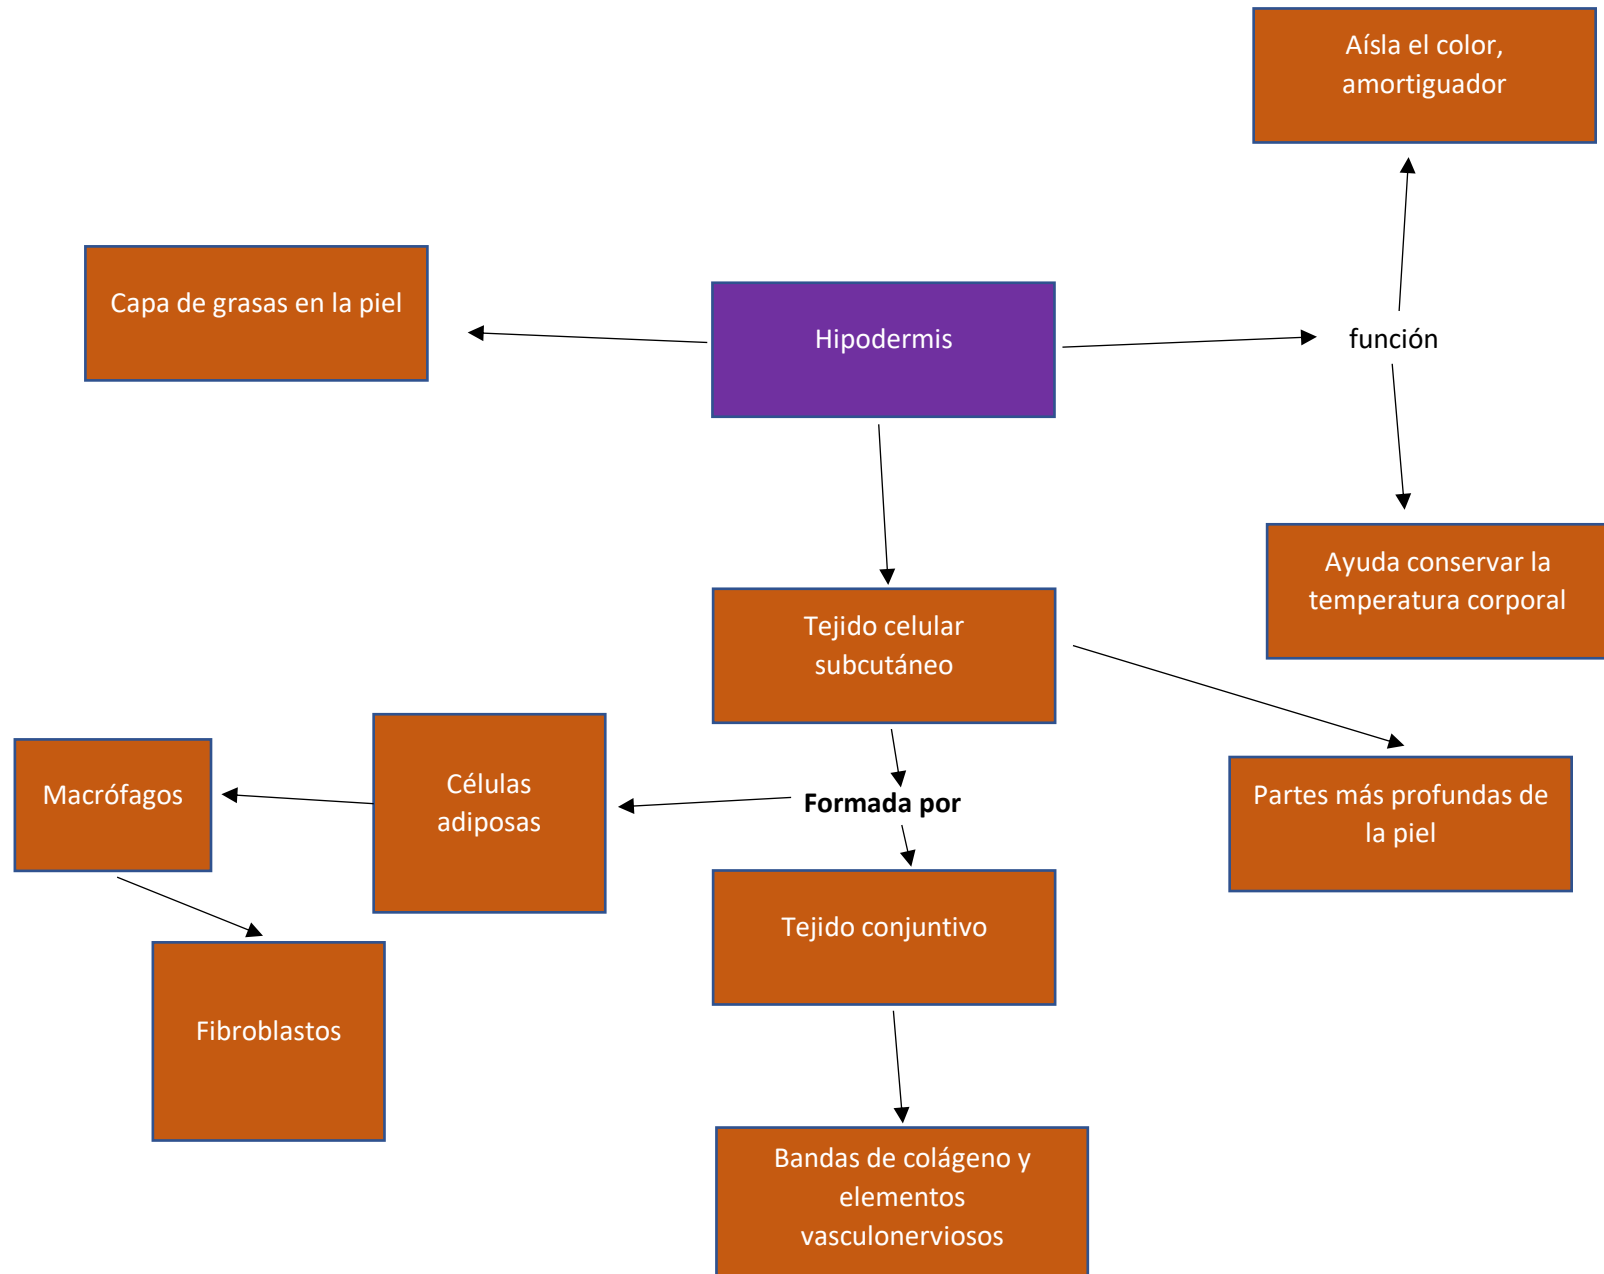 Aísla el color,
amortiguador
Capa de grasas en la piel
Hipodermis
función
Ayuda conservar la
temperatura corporal
Tejido celular
subcutáneo
Macrófagos
Células
adiposas
Formada por
Partes más profundas de
la piel
Tejido conjuntivo
Fibroblastos
Bandas de colágeno y
elementos
vasculonerviosos